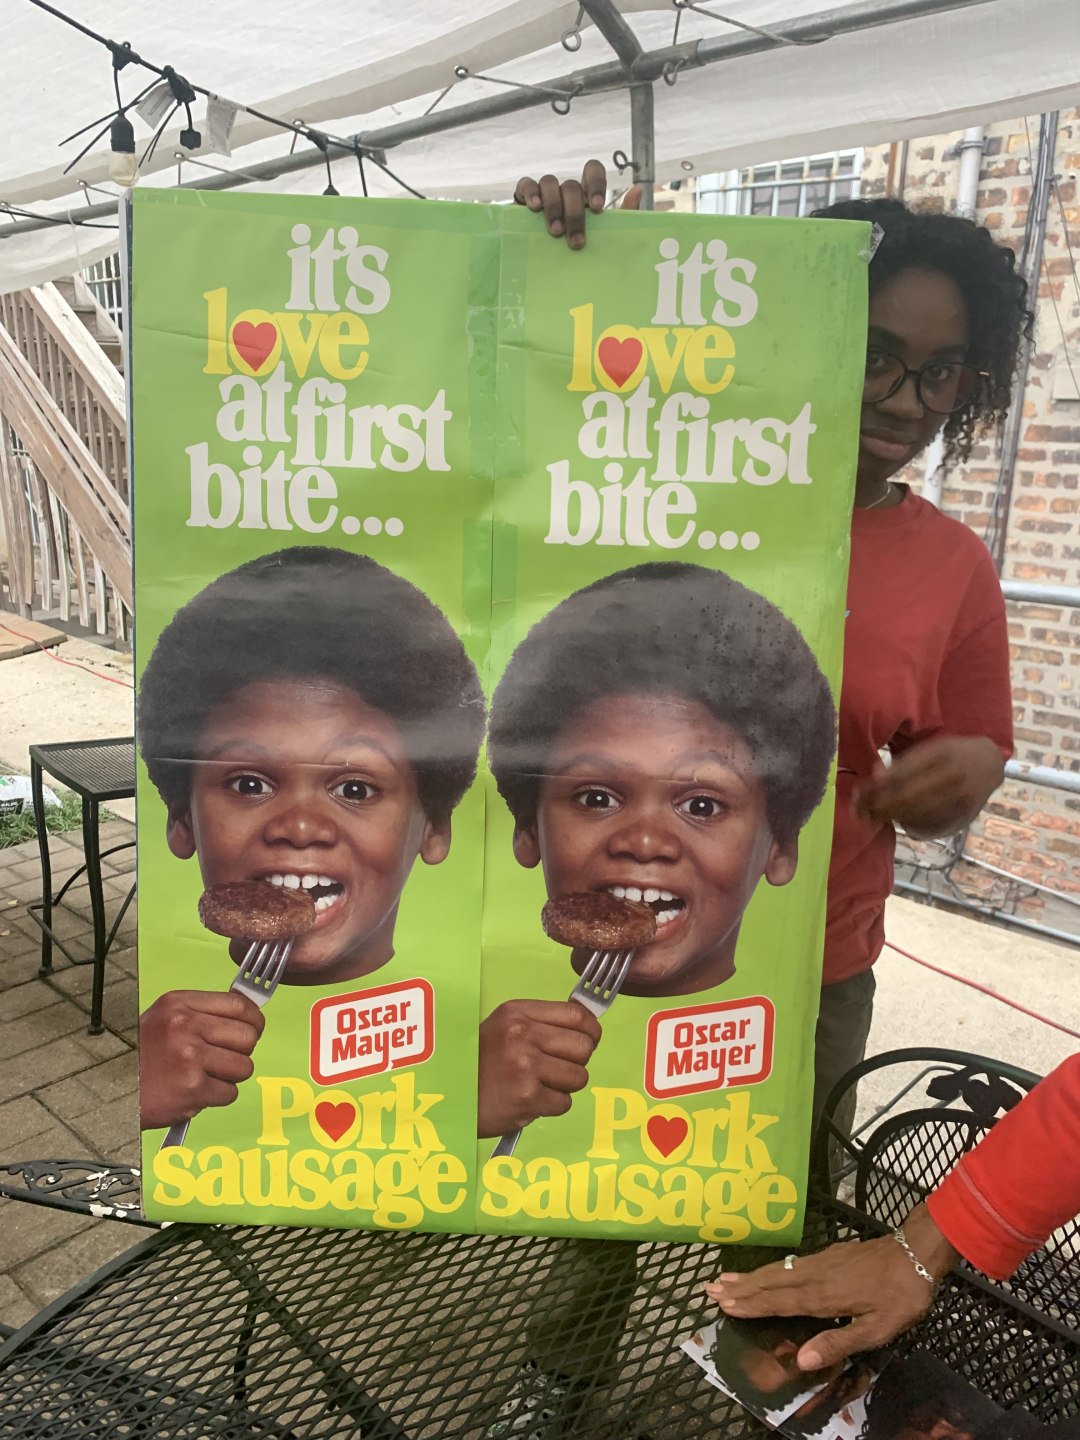 it's
love
at first
bite...
Oscar
Mayer
Pork
sausage
it's
love
at first
bite...
Oscar
Mayer
Pork
sausage